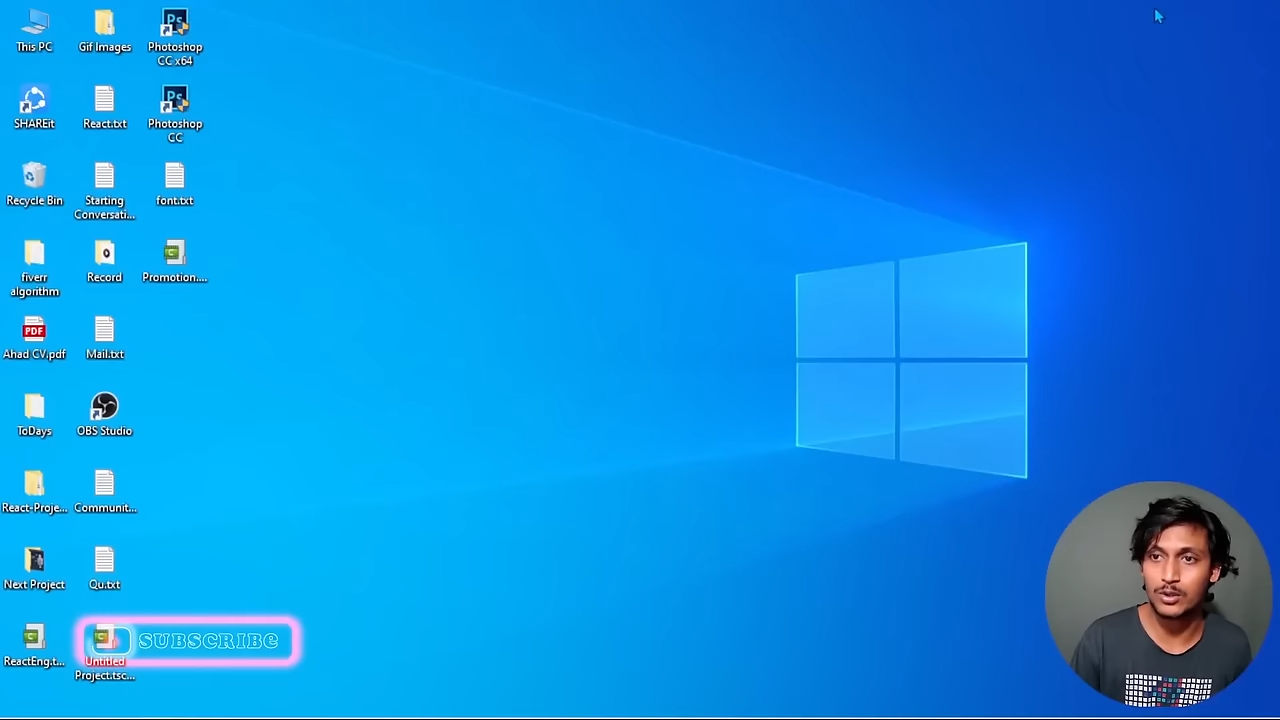 This PC
Gif Images
Photoshop
CC x64
SHAREit
React.txt
Photoshop
CC
Recycle Bin
Starting
Conversati...
font.txt
fiverr
algorithm
Record
Promotion....
PDF
Ahad CV.pdf
Mail.txt
ToDays
OBS Studio
React-Proje...
Communit...
Next Project
Qu.txt
ReactEng.t...
Untitled
Project.tsc...
SUBSCRIBE